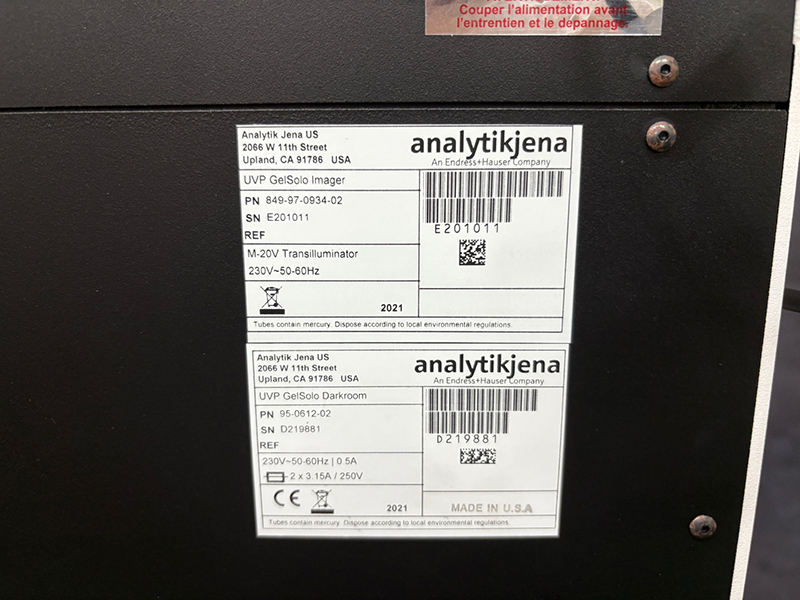 Couper l'alimentation avant
l'entretien et le dépannage.
Analytik Jena US
2066 W 11th Street
Upland, CA 91786 USA
analytikjena
An Endress+Hauser Company
UVP GelSolo Imager
PN 849-97-0934-02
SN E201011
REF
E201011
M-20V Transilluminator
230V~50-60Hz
2021
Tubes contain mercury. Dispose according to local environmental regulations.
Analytik Jena US
2066 W 11th Street
Upland, CA 91786 USA
analytikjena
An Endress+Hauser Company
UVP GelSolo Darkroom
PN 95-0612-02
SN D219881
REF
D219881
230V~50-60Hz | 0.5A
2 x 3.15A / 250V
CE
2021
MADE IN U.S.A
Tubes contain mercury. Dispose according to local environmental regulations.